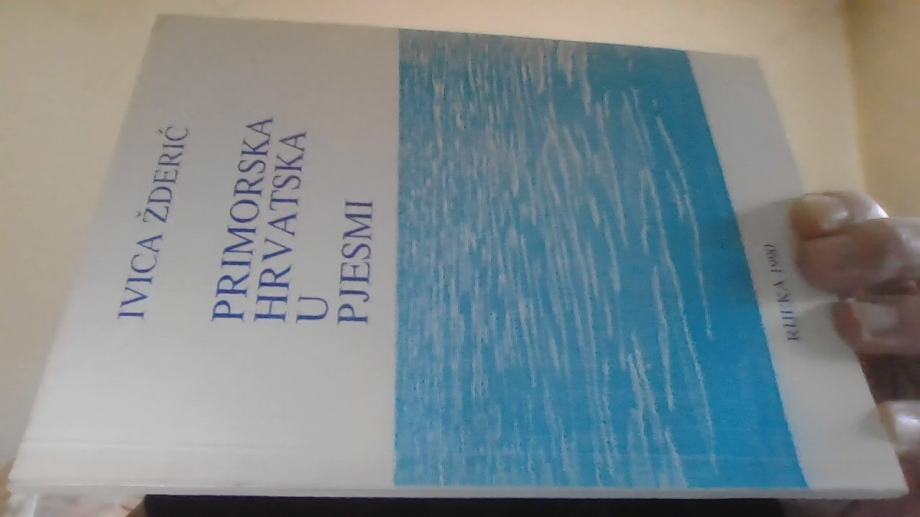 IVICA ŽDERIĆ
PRIMORSKA
HRVATSKA
U
PJESMI
RIJEKA 1990